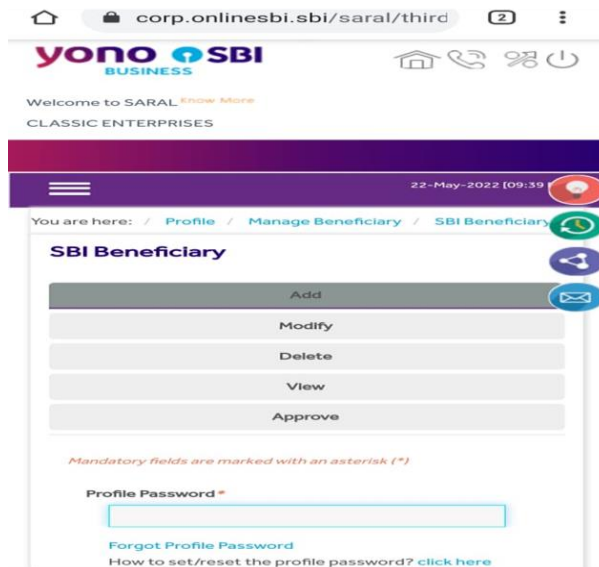 corp.onlinesbi.sbi/saral/third
2
yono SBI
BUSINESS
Welcome to SARAL Know More
CLASSIC ENTERPRISES
22-May-2022 [09:39
You are here: / Profile / Manage Beneficiary / SBI Beneficiary
SBI Beneficiary
Add
Modify
Delete
View
Approve
Mandatory fields are marked with an asterisk (*)
Profile Password *
Forgot Profile Password
How to set/reset the profile password? click here